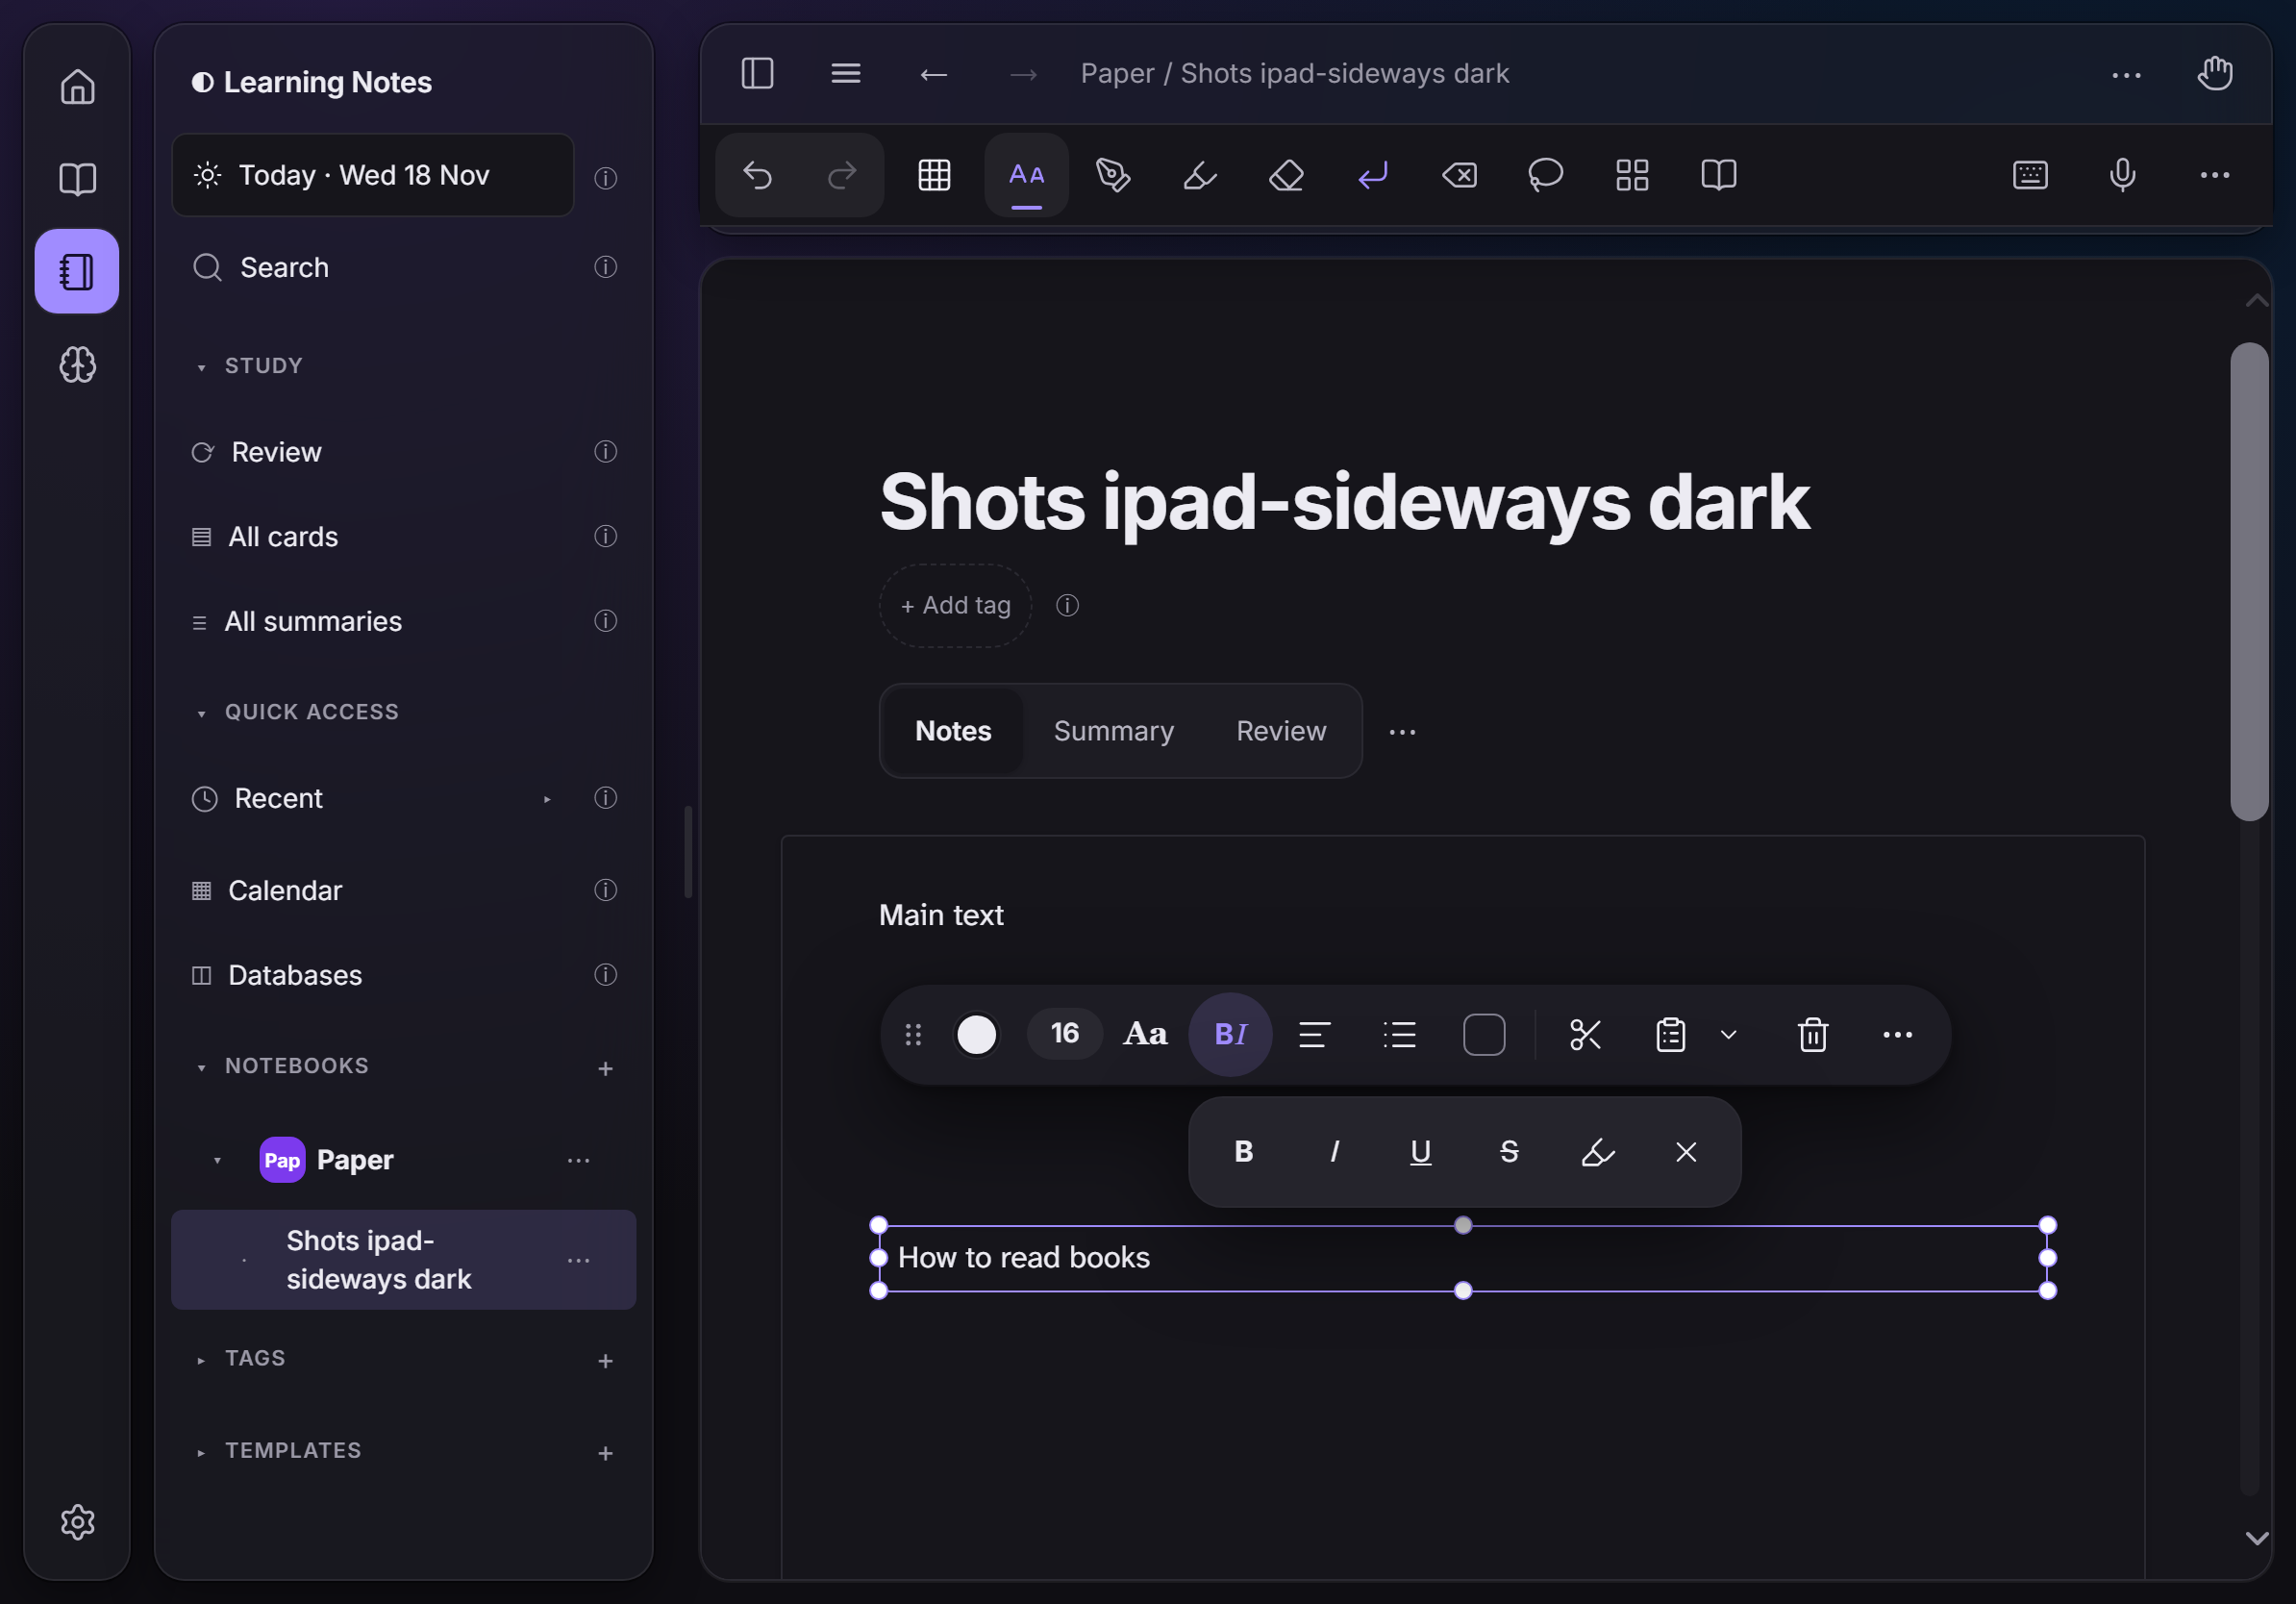 Learning Notes
Today · Wed 18 Nov
Search
STUDY
Review
All cards
All summaries
QUICK ACCESS
Recent
Calendar
Databases
NOTEBOOKS
Pap Paper
Shots ipad-
sideways dark
TAGS
TEMPLATES
Paper / Shots ipad-sideways dark
AA
Shots ipad-sideways dark
+ Add tag
Notes Summary Review
Main text
16 Aa BI
B I U S
How to read books